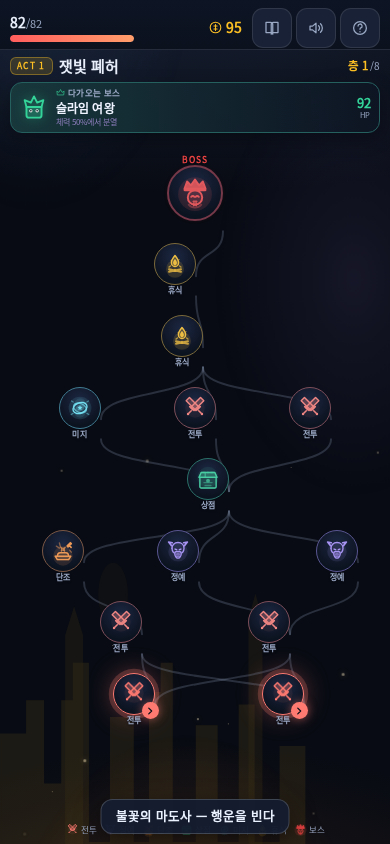 82/82
95
ACT 1 잿빛 폐허
층 1/8
다가오는 보스
슬라임 여왕
체력 50%에서 분열
92
HP
BOSS
휴식
휴식
미지
전투
전투
상점
단조
정예
정예
전투
전투
전투
전투
불꽃의 마도사 — 행운을 빈다
전투
보스